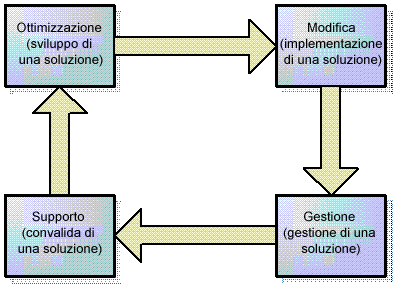 Ottimizzazione
(sviluppo di
una soluzione)
Modifica
(implementazione
di una soluzione)
Supporto
(convalida di
una soluzione)
Gestione
(gestione di una
soluzione)